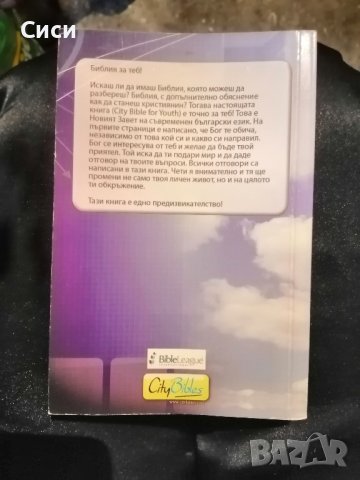 Сиси
Библия за теб!
Искаш ли да имаш Библия, която можеш да
разбереш? Библия, с допълнително обяснение
как да станеш християнин? Тогава настоящата
книга (City Bible for Youth) е точно за теб! Това е
Новият Завет на съвременен български език. На
първите страници е написано, че Бог те обича,
независимо от това кой си и какво си направил.
Бог се интересува от теб и желае да бъде твой
приятел. Той иска да ти подари мир и да даде
отговор на твоите въпроси. Всички отговори са
написани в тази книга. Чети я внимателно и тя ще
промени не само твоя личен живот, но и на цялото
ти обкръжение.
Тази книга е едно предизвикателство!
BibleLeague
City Bibles
BAZAR